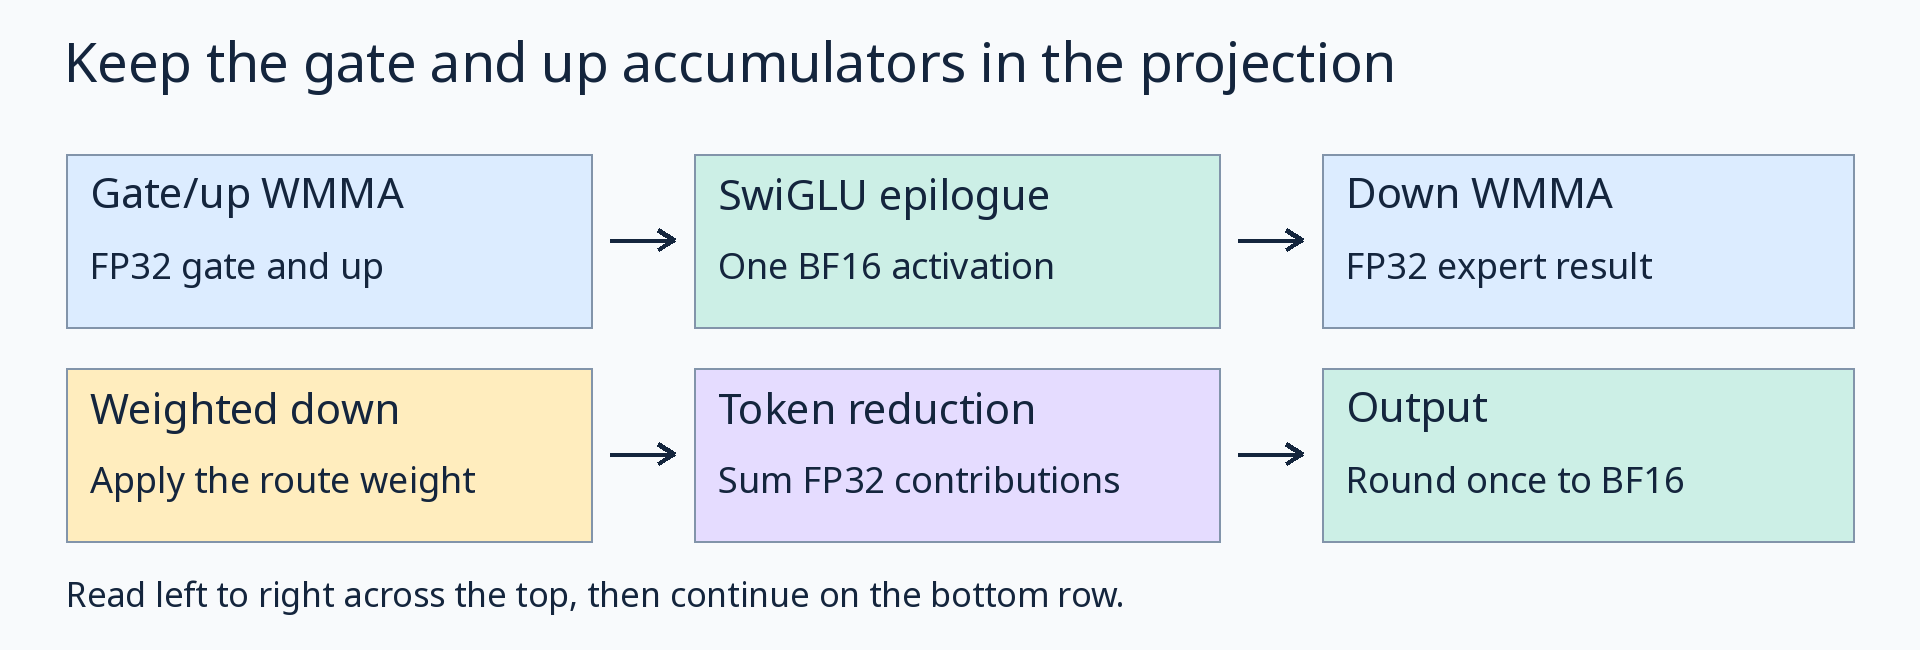 Keep the gate and up accumulators in the projection
Gate/up WMMA
FP32 gate and up
SwiGLU epilogue
One BF16 activation
Down WMMA
FP32 expert result
Weighted down
Apply the route weight
Token reduction
Sum FP32 contributions
Output
Round once to BF16
Read left to right across the top, then continue on the bottom row.